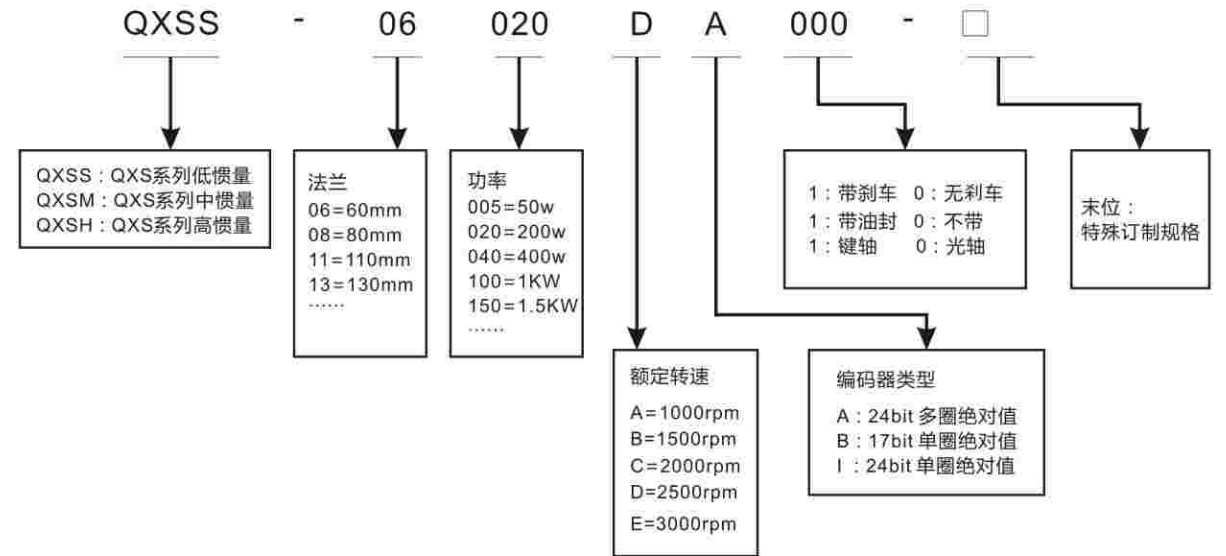 QXSS - 06 020 D A 000 - □
QXSS：QXS系列低惯量
QXSM：QXS系列中惯量
QXSH：QXS系列高惯量
法兰
06=60mm
08=80mm
11=110mm
13=130mm
……
功率
005=50w
020=200w
040=400w
100=1KW
150=1.5KW
……
1：带刹车 0：无刹车
1：带油封 0：不带
1：键轴 0：光轴
末位：
特殊订制规格
额定转速
A=1000rpm
B=1500rpm
C=2000rpm
D=2500rpm
E=3000rpm
编码器类型
A：24bit 多圈绝对值
B：17bit 单圈绝对值
I：24bit 单圈绝对值